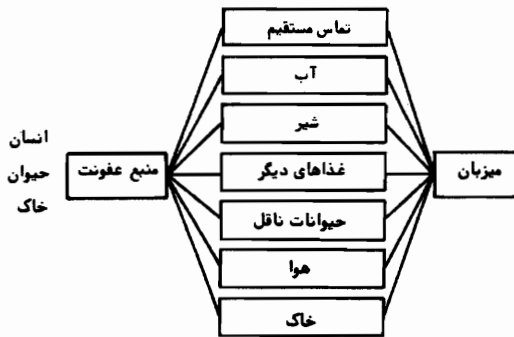 تماس مستقیم
آب
شیر
غذاهای دیگر
حیوانات ناقل
هوا
خاک
میزبان
منبع عفونت
انسان
حیوان
خاک